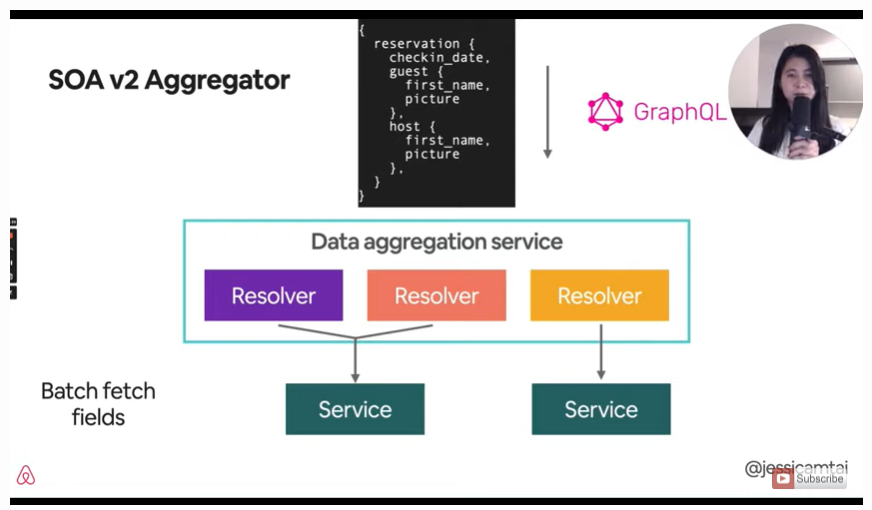 SOA v2 Aggregator
{
reservation {
checkin_date,
guest {
first_name,
picture
},
host {
first_name,
picture
},
}
}
GraphQL
Data aggregation service
Resolver
Resolver
Resolver
Batch fetch
fields
Service
Service
@jessicamtai
Subscribe